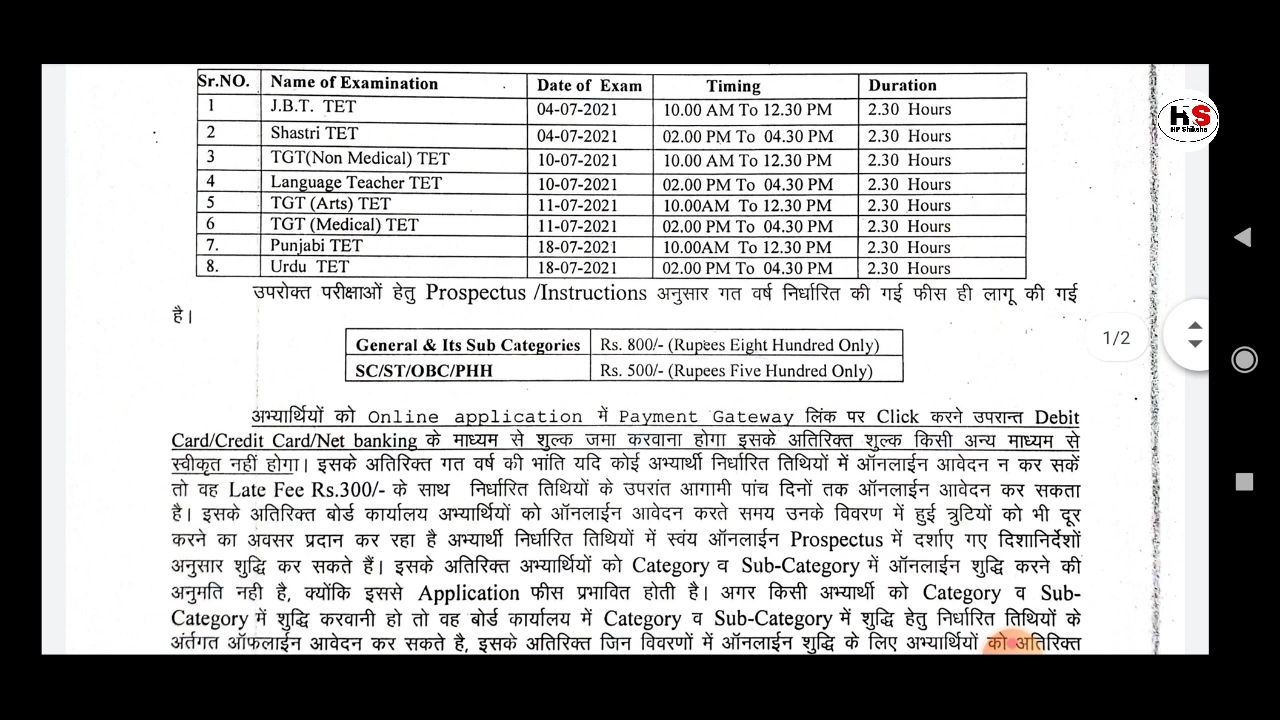 Sr.NO. Name of Examination Date of Exam Timing Duration
1 J.B.T. TET 04-07-2021 10.00 AM To 12.30 PM 2.30 Hours
2 Shastri TET 04-07-2021 02.00 PM To 04.30 PM 2.30 Hours
3 TGT(Non Medical) TET 10-07-2021 10.00 AM To 12.30 PM 2.30 Hours
4 Language Teacher TET 10-07-2021 02.00 PM To 04.30 PM 2.30 Hours
5 TGT (Arts) TET 11-07-2021 10.00AM To 12.30 PM 2.30 Hours
6 TGT (Medical) TET 11-07-2021 02.00 PM To 04.30 PM 2.30 Hours
7. Punjabi TET 18-07-2021 10.00AM To 12.30 PM 2.30 Hours
8. Urdu TET 18-07-2021 02.00 PM To 04.30 PM 2.30 Hours
HS
HP Shiksha
उपरोक्त परीक्षाओं हेतु Prospectus /Instructions अनुसार गत वर्ष निर्धारित की गई फीस ही लागू की गई
है।
1/2
General & Its Sub Categories Rs. 800/- (Rupees Eight Hundred Only)
SC/ST/OBC/PHH Rs. 500/- (Rupees Five Hundred Only)
अभ्यार्थियों को Online application में Payment Gateway लिंक पर Click करने उपरान्त Debit
Card/Credit Card/Net banking के माध्यम से शुल्क जमा करवाना होगा इसके अतिरिक्त शुल्क किसी अन्य माध्यम से
स्वीकृत नहीं होगा। इसके अतिरिक्त गत वर्ष की भांति यदि कोई अभ्यार्थी निर्धारित तिथियों में ऑनलाईन आवेदन न कर सकें
तो वह Late Fee Rs.300/- के साथ निर्धारित तिथियों के उपरांत आगामी पांच दिनों तक ऑनलाईन आवेदन कर सकता
है। इसके अतिरिक्त बोर्ड कार्यालय अभ्यार्थियों को ऑनलाईन आवेदन करते समय उनके विवरण में हुई त्रुटियों को भी दूर
करने का अवसर प्रदान कर रहा है अभ्यार्थी निर्धारित तिथियों में स्वंय ऑनलाईन Prospectus में दर्शाए गए दिशानिर्देशों
अनुसार शुद्धि कर सकते हैं। इसके अतिरिक्त अभ्यार्थियों को Category व Sub-Category में ऑनलाईन शुद्धि करने की
अनुमति नही है, क्योंकि इससे Application फीस प्रभावित होती है। अगर किसी अभ्यार्थी को Category व Sub-
Category में शुद्धि करवानी हो तो वह बोर्ड कार्यालय में Category व Sub-Category में शुद्धि हेतु निर्धारित तिथियों के
अंर्तगत ऑफलाईन आवेदन कर सकते है, इसके अतिरिक्त जिन विवरणों में ऑनलाईन शुद्धि के लिए अभ्यार्थियों को अतिरिक्त